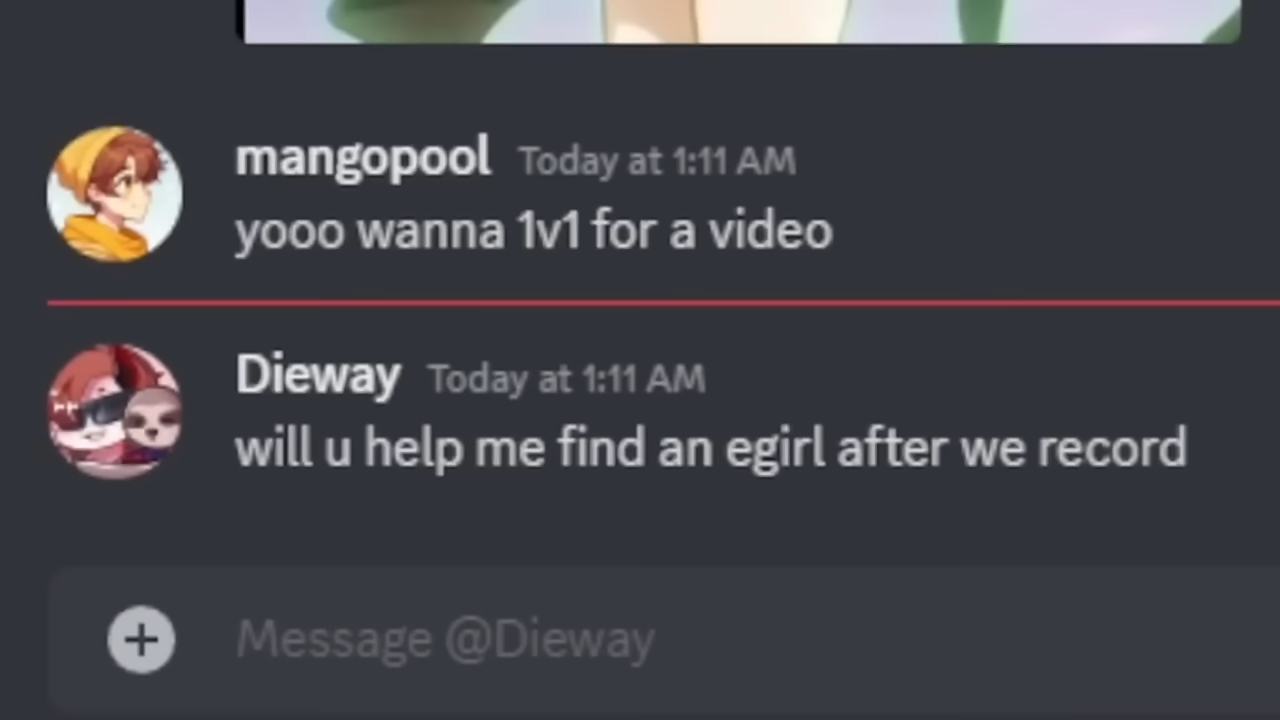 mangopool Today at 1:11 AM
yooo wanna 1v1 for a video
Dieway Today at 1:11 AM
will u help me find an egirl after we record
Message @Dieway